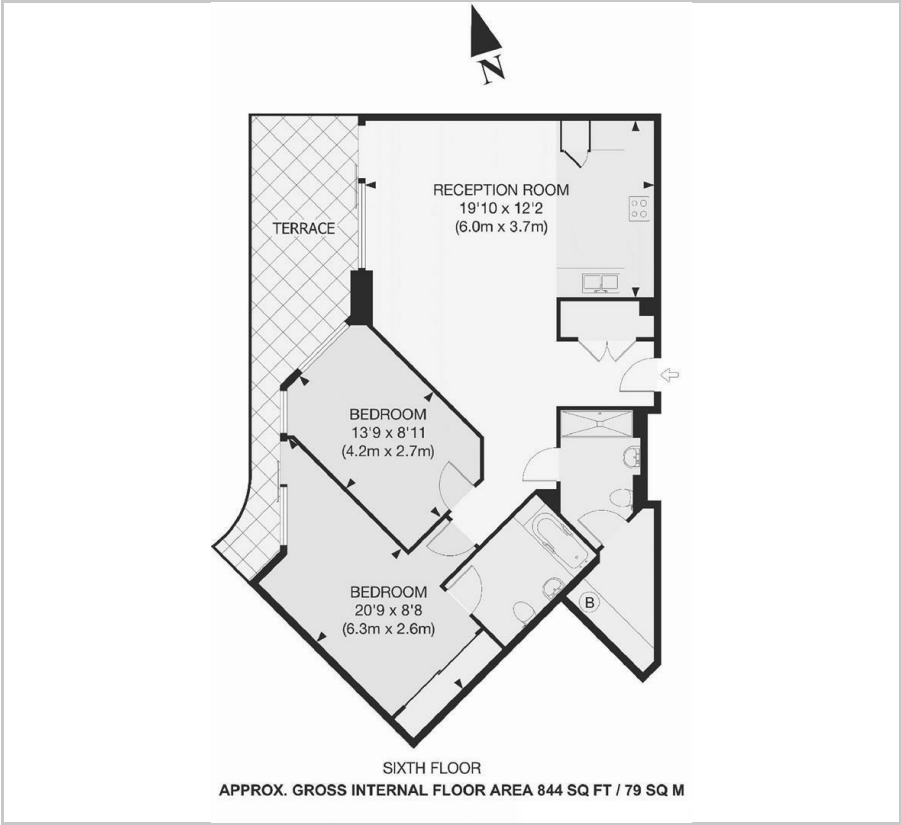 N
RECEPTION ROOM
19'10 x 12'2
(6.0m x 3.7m)
TERRACE
BEDROOM
13'9 x 8'11
(4.2m x 2.7m)
BEDROOM
20'9 x 8'8
(6.3m x 2.6m)
B
SIXTH FLOOR
APPROX. GROSS INTERNAL FLOOR AREA 844 SQ FT / 79 SQ M